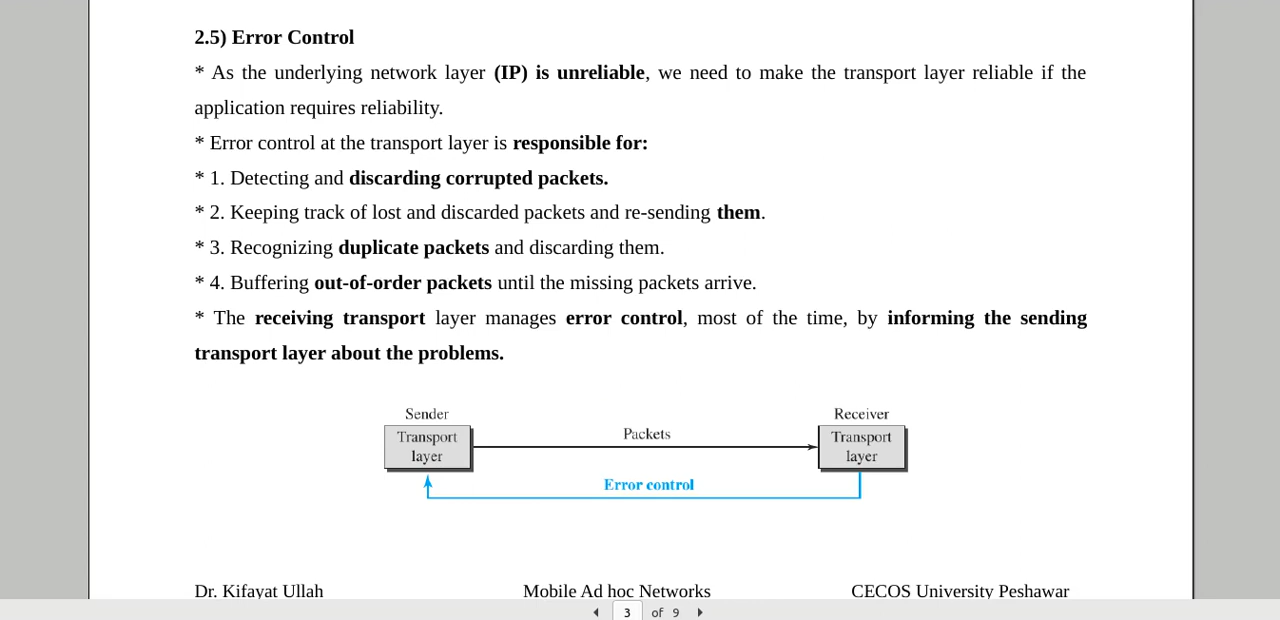 2.5) Error Control
* As the underlying network layer (IP) is unreliable, we need to make the transport layer reliable if the
application requires reliability.
* Error control at the transport layer is responsible for:
* 1. Detecting and discarding corrupted packets.
* 2. Keeping track of lost and discarded packets and re-sending them.
* 3. Recognizing duplicate packets and discarding them.
* 4. Buffering out-of-order packets until the missing packets arrive.
* The receiving transport layer manages error control, most of the time, by informing the sending
transport layer about the problems.
Sender
Receiver
Transport
layer
Packets
Transport
layer
Error control
Dr. Kifayat Ullah
Mobile Ad hoc Networks
CECOS University Peshawar
3 of 9